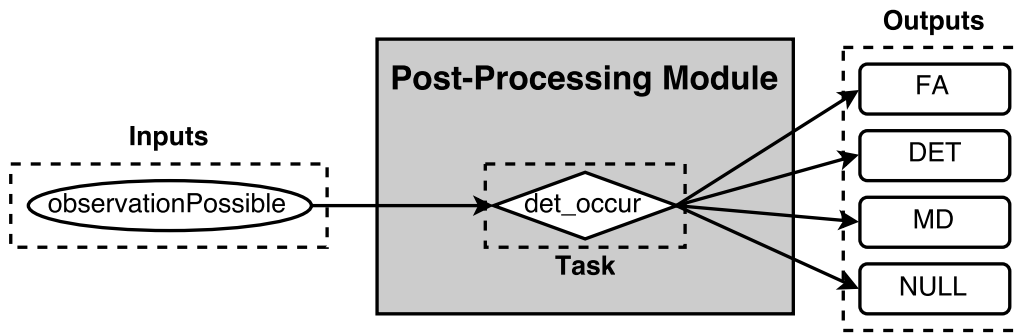 Outputs
Post-Processing Module
FA
Inputs
DET
observationPossible
det_occur
MD
Task
NULL